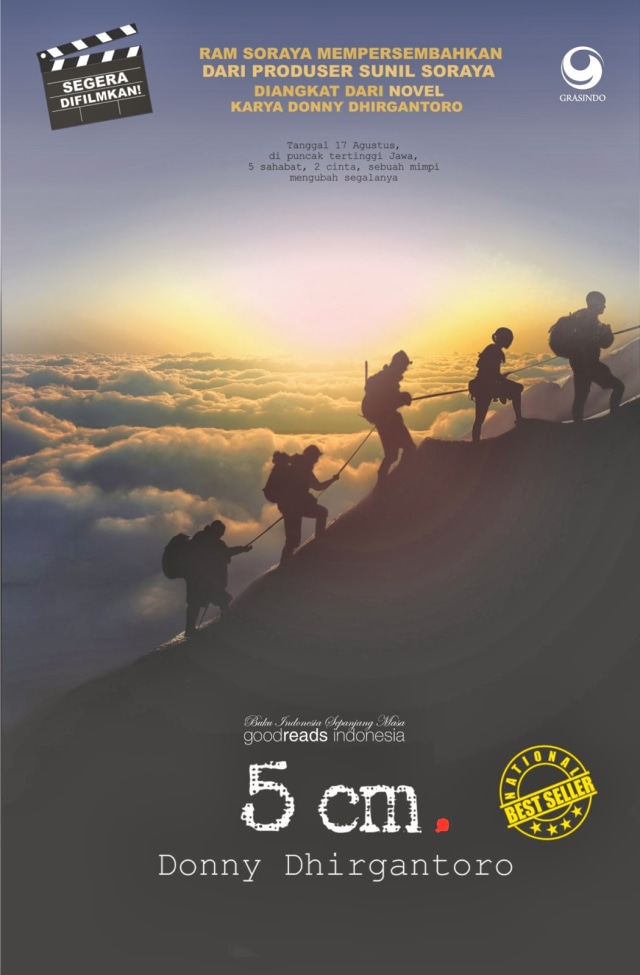 SEGERA
DIFILMKAN!
RAM SORAYA MEMPERSEMBAHKAN
DARI PRODUSER SUNIL SORAYA
DIANGKAT DARI NOVEL
KARYA DONNY DHIRGANTORO
GRASINDO
Tanggal 17 Agustus,
di puncak tertinggi Jawa,
5 sahabat, 2 cinta, sebuah mimpi
mengubah segalanya
Buku Indonesia Sepanjang Masa
goodreads indonesia
5 cm.
NATIONAL
BEST SELLER
Donny Dhirgantoro